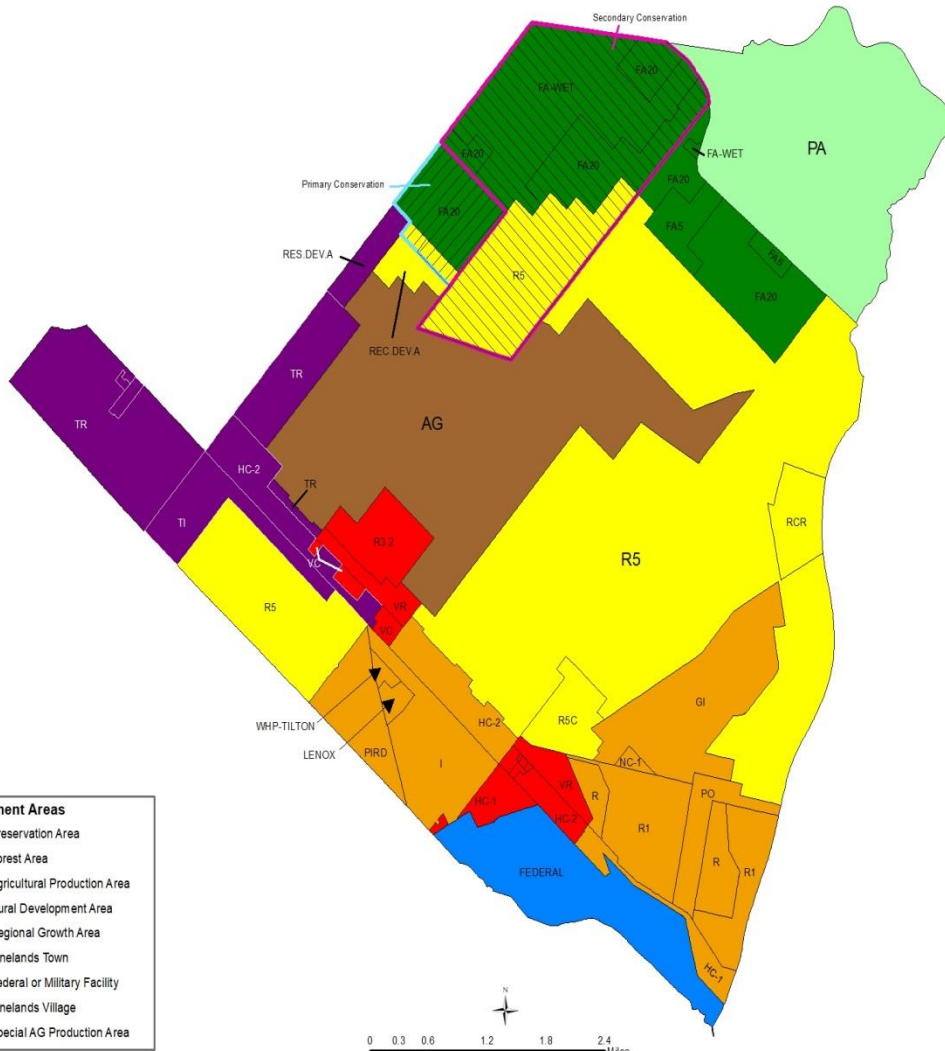 Secondary Conservation
FA20
FA-WET
PA
FA-WET
FA20
FA20
FA20
Primary Conservation
FA20
FA5
FA5
RES.DEV.A
R5
FA20
REC.DEV.A
TR
TR
AG
HC-2
TR
RCR
TI
R3.2
VC
R5
R5
VR
VC
GI
WHP-TILTON
HC-2
R5C
LENOX
PIRD
I
NC-1
VR
PO
HC-1
R
HC-2
R1
R
R1
FEDERAL
HC-1
N
ment Areas
reservation Area
orest Area
gricultural Production Area
ural Development Area
egional Growth Area
nelands Town
ederal or Military Facility
nelands Village
pecial AG Production Area
0 0.3 0.6 1.2 1.8 2.4